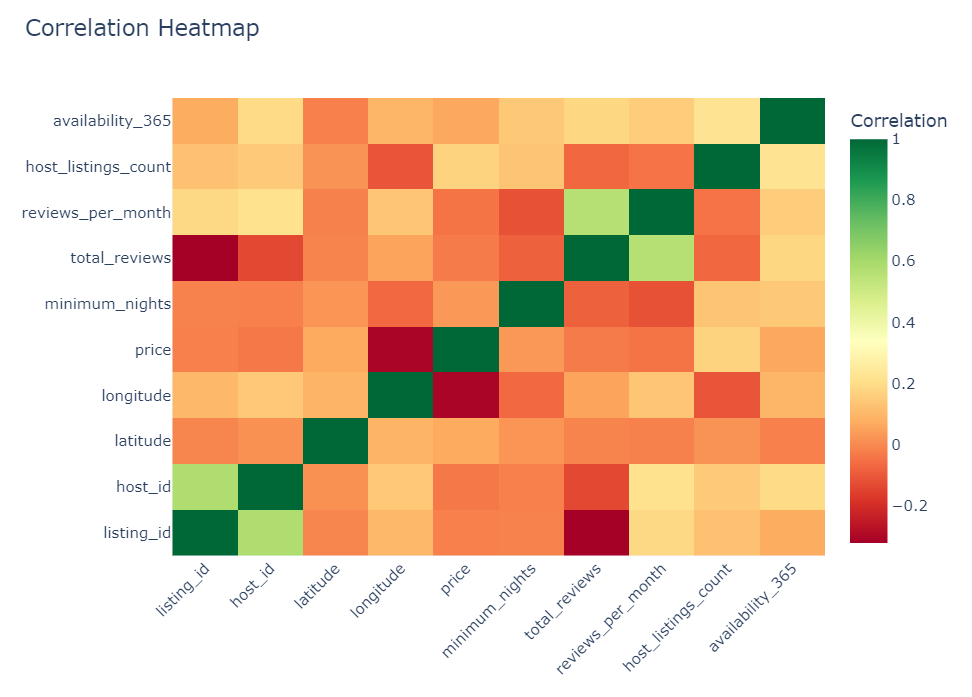 Correlation Heatmap
Correlation
availability_365
host_listings_count
reviews_per_month
total_reviews
minimum_nights
price
longitude
latitude
host_id
listing_id
1
0.8
0.6
0.4
0.2
0
−0.2
listing_id
host_id
latitude
longitude
price
minimum_nights
total_reviews
reviews_per_month
host_listings_count
availability_365